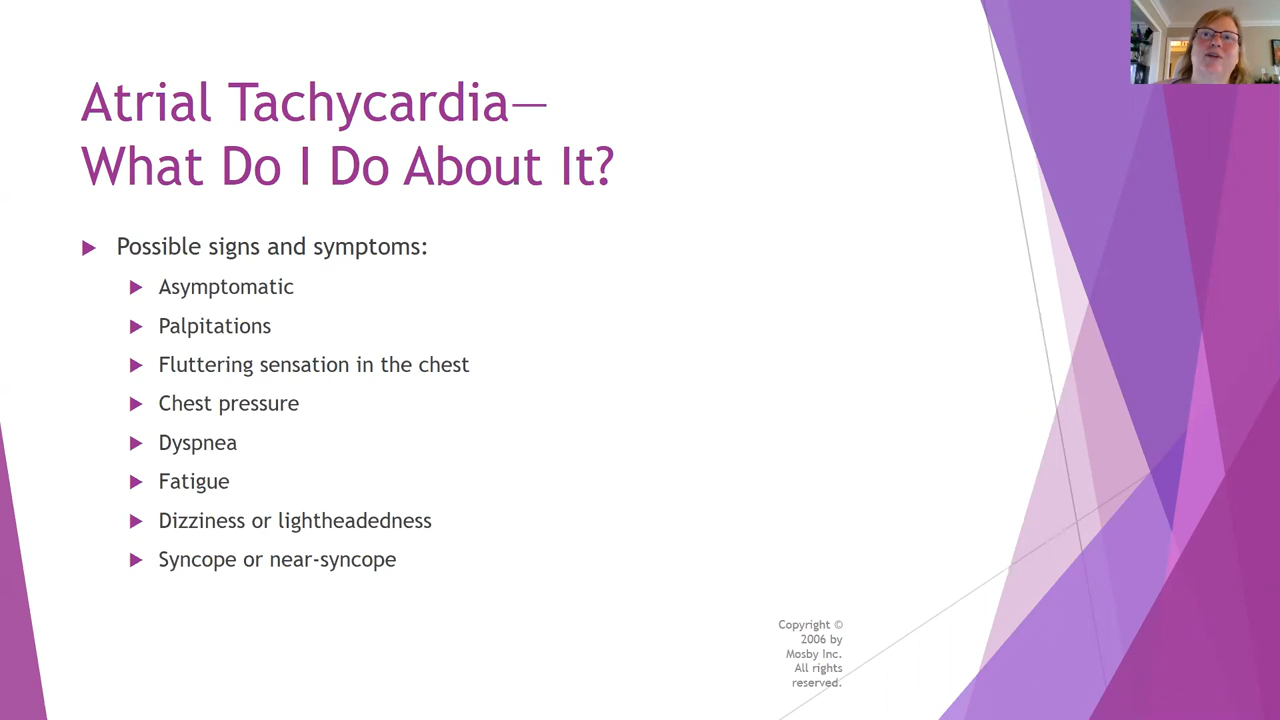 Atrial Tachycardia—
What Do I Do About It?
Possible signs and symptoms:
Asymptomatic
Palpitations
Fluttering sensation in the chest
Chest pressure
Dyspnea
Fatigue
Dizziness or lightheadedness
Syncope or near-syncope
Copyright ©
2006 by
Mosby Inc.
All rights
reserved.